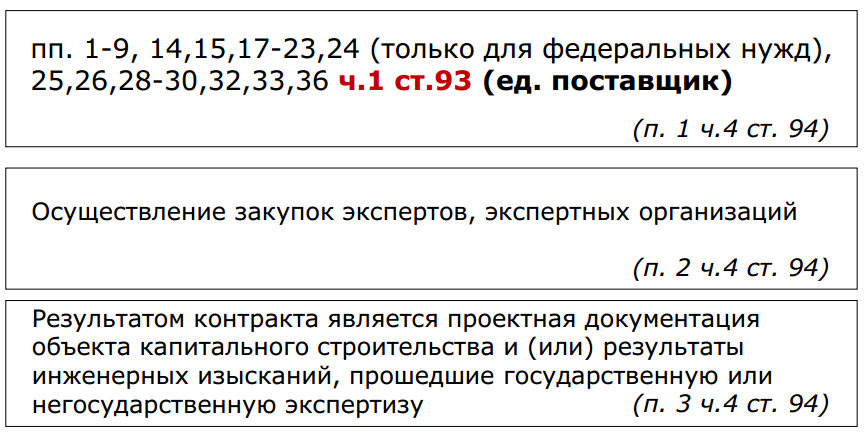 пп. 1-9, 14,15,17-23,24 (только для федеральных нужд),
25,26,28-30,32,33,36 ч.1 ст.93 (ед. поставщик)
(п. 1 ч.4 ст. 94)
Осуществление закупок экспертов, экспертных организаций
(п. 2 ч.4 ст. 94)
Результатом контракта является проектная документация
объекта капитального строительства и (или) результаты
инженерных изысканий, прошедшие государственную или
негосударственную экспертизу (п. 3 ч.4 ст. 94)